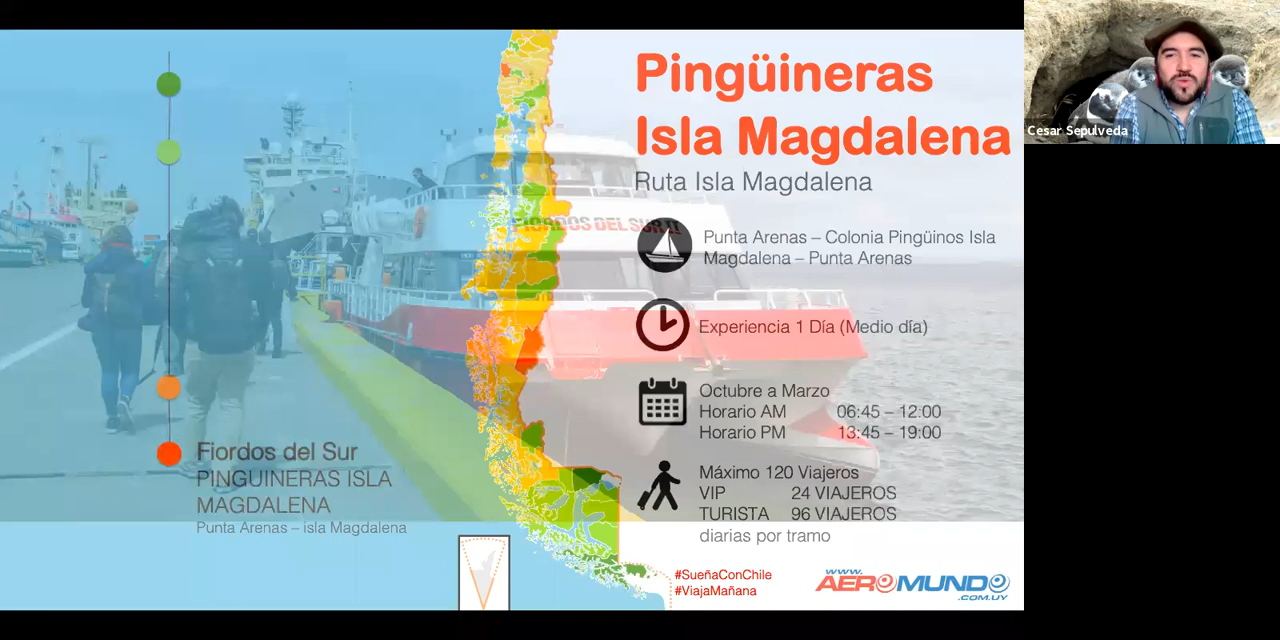 Pingüineras
Isla Magdalena
Ruta Isla Magdalena
Punta Arenas – Colonia Pingüinos Isla
Magdalena – Punta Arenas
Experiencia 1 Día (Medio día)
Octubre a Marzo
Horario AM 06:45 – 12:00
Horario PM 13:45 – 19:00
Máximo 120 Viajeros
VIP 24 VIAJEROS
TURISTA 96 VIAJEROS
diarias por tramo
Fiordos del Sur
PINGUINERAS ISLA
MAGDALENA
Punta Arenas – isla Magdalena
FIORDOS DEL SUR II
#SueñaConChile
#ViajaMañana
WWW.
AEROMUNDO
.COM.UY
Cesar Sepulveda